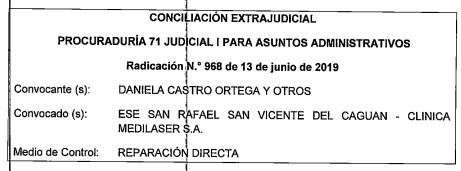 CONCILIACIÓN EXTRAJUDICIAL
PROCURADURÍA 71 JUDICIAL I PARA ASUNTOS ADMINISTRATIVOS
Radicación N.° 968 de 13 de junio de 2019
Convocante (s): DANIELA CASTRO ORTEGA Y OTROS
Convocado (s): ESE SAN RAFAEL SAN VICENTE DEL CAGUAN - CLINICA
MEDILASER S.A.
Medio de Control: REPARACIÓN DIRECTA